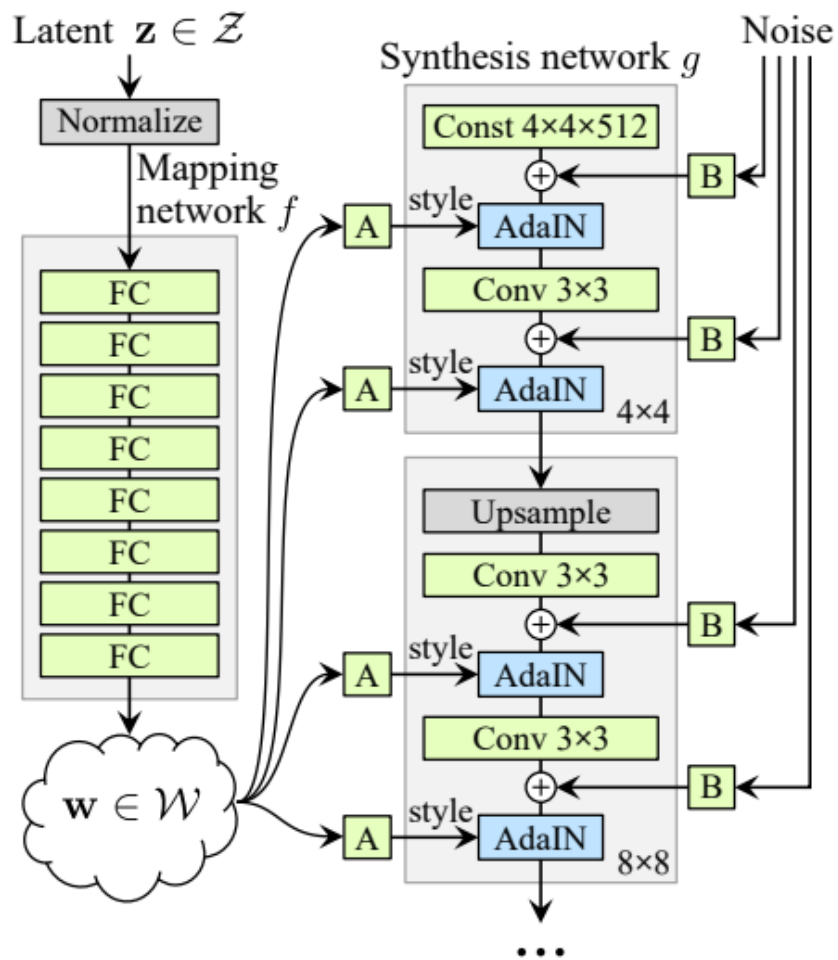 Latent z ∈ 𝒵
Normalize
Mapping
network f
FC
FC
FC
FC
FC
FC
FC
FC
w ∈ 𝒲
Synthesis network g
Noise
Const 4×4×512
B
A
style
AdaIN
Conv 3×3
B
A
style
AdaIN
4×4
Upsample
Conv 3×3
B
A
style
AdaIN
Conv 3×3
B
A
style
AdaIN
8×8
...